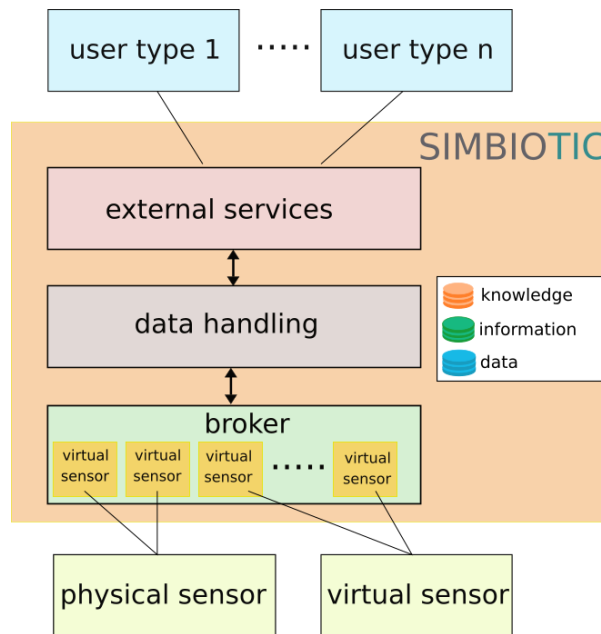 user type 1
.....
user type n
SIMBIOTIC
external services
knowledge
data handling
information
data
broker
virtual sensor
virtual sensor
virtual sensor
.....
virtual sensor
physical sensor
virtual sensor